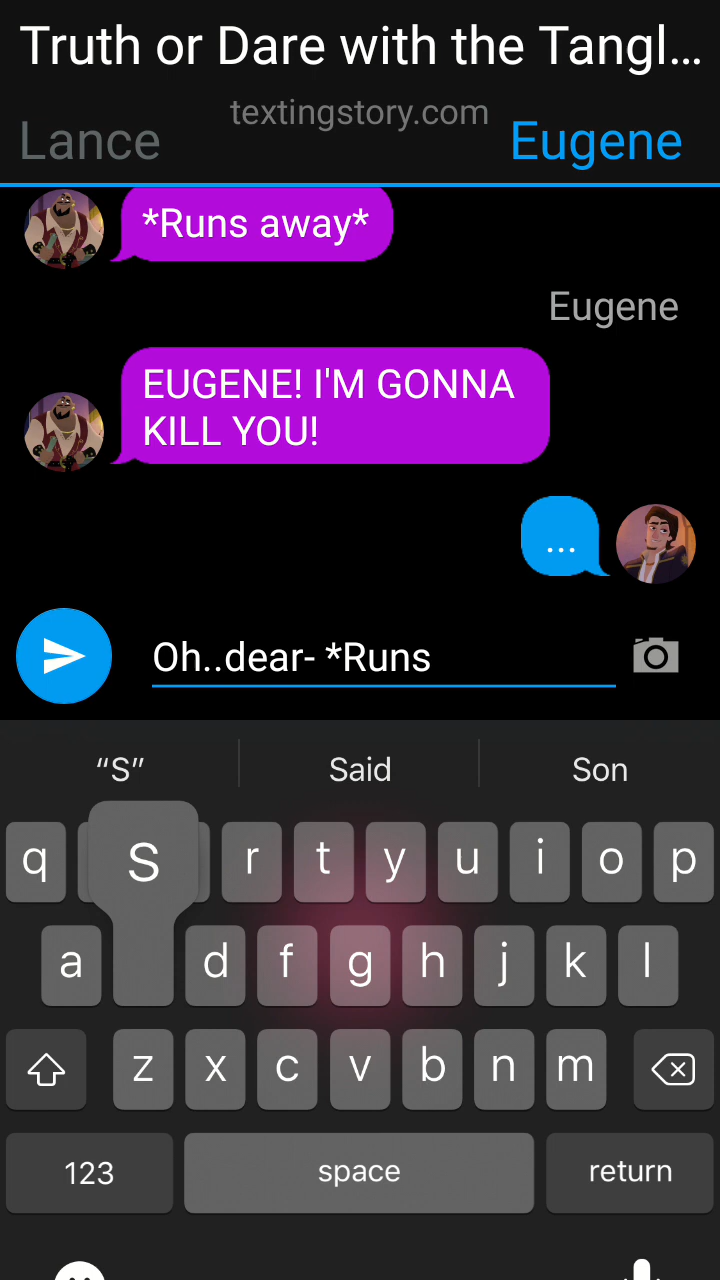 Truth or Dare with the Tangl...
textingstory.com
Lance
Eugene
*Runs away*
Eugene
EUGENE! I'M GONNA
KILL YOU!
...
Oh..dear- *Runs
“S”
Said
Son
q
S
r
t
y
u
i
o
p
a
d
f
g
h
j
k
l
z
x
c
v
b
n
m
123
space
return